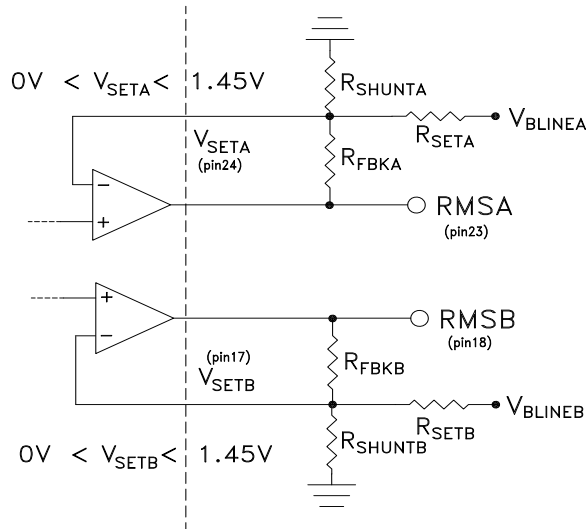 0V < VSETA < 1.45V
RSHUNTA
VBLINEA
RSETA
VSETA
(pin24)
RFBKA
−
+
RMSA
(pin23)
+
−
RMSB
(pin18)
(pin17)
VSETB
RFBKB
VBLINEB
RSETB
RSHUNTB
0V < VSETB < 1.45V